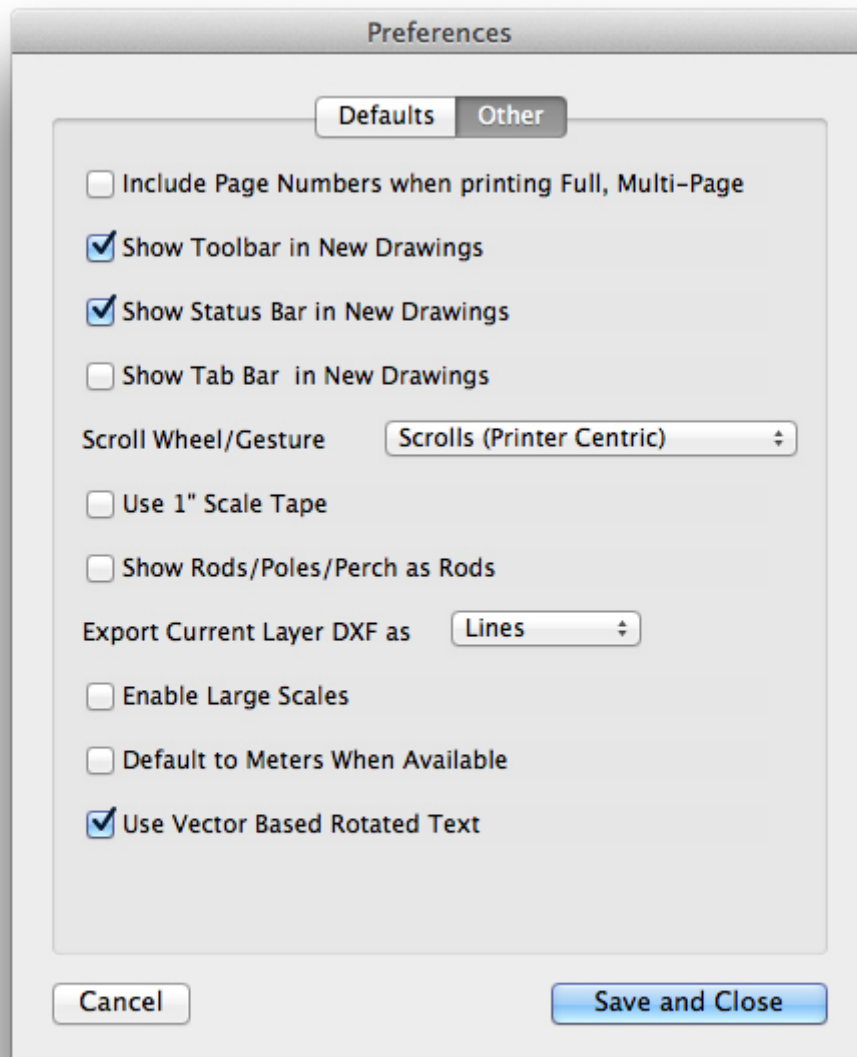 Preferences
Defaults Other
Include Page Numbers when printing Full, Multi-Page
Show Toolbar in New Drawings
Show Status Bar in New Drawings
Show Tab Bar  in New Drawings
Scroll Wheel/Gesture Scrolls (Printer Centric)
Use 1" Scale Tape
Show Rods/Poles/Perch as Rods
Export Current Layer DXF as Lines
Enable Large Scales
Default to Meters When Available
Use Vector Based Rotated Text
Cancel Save and Close